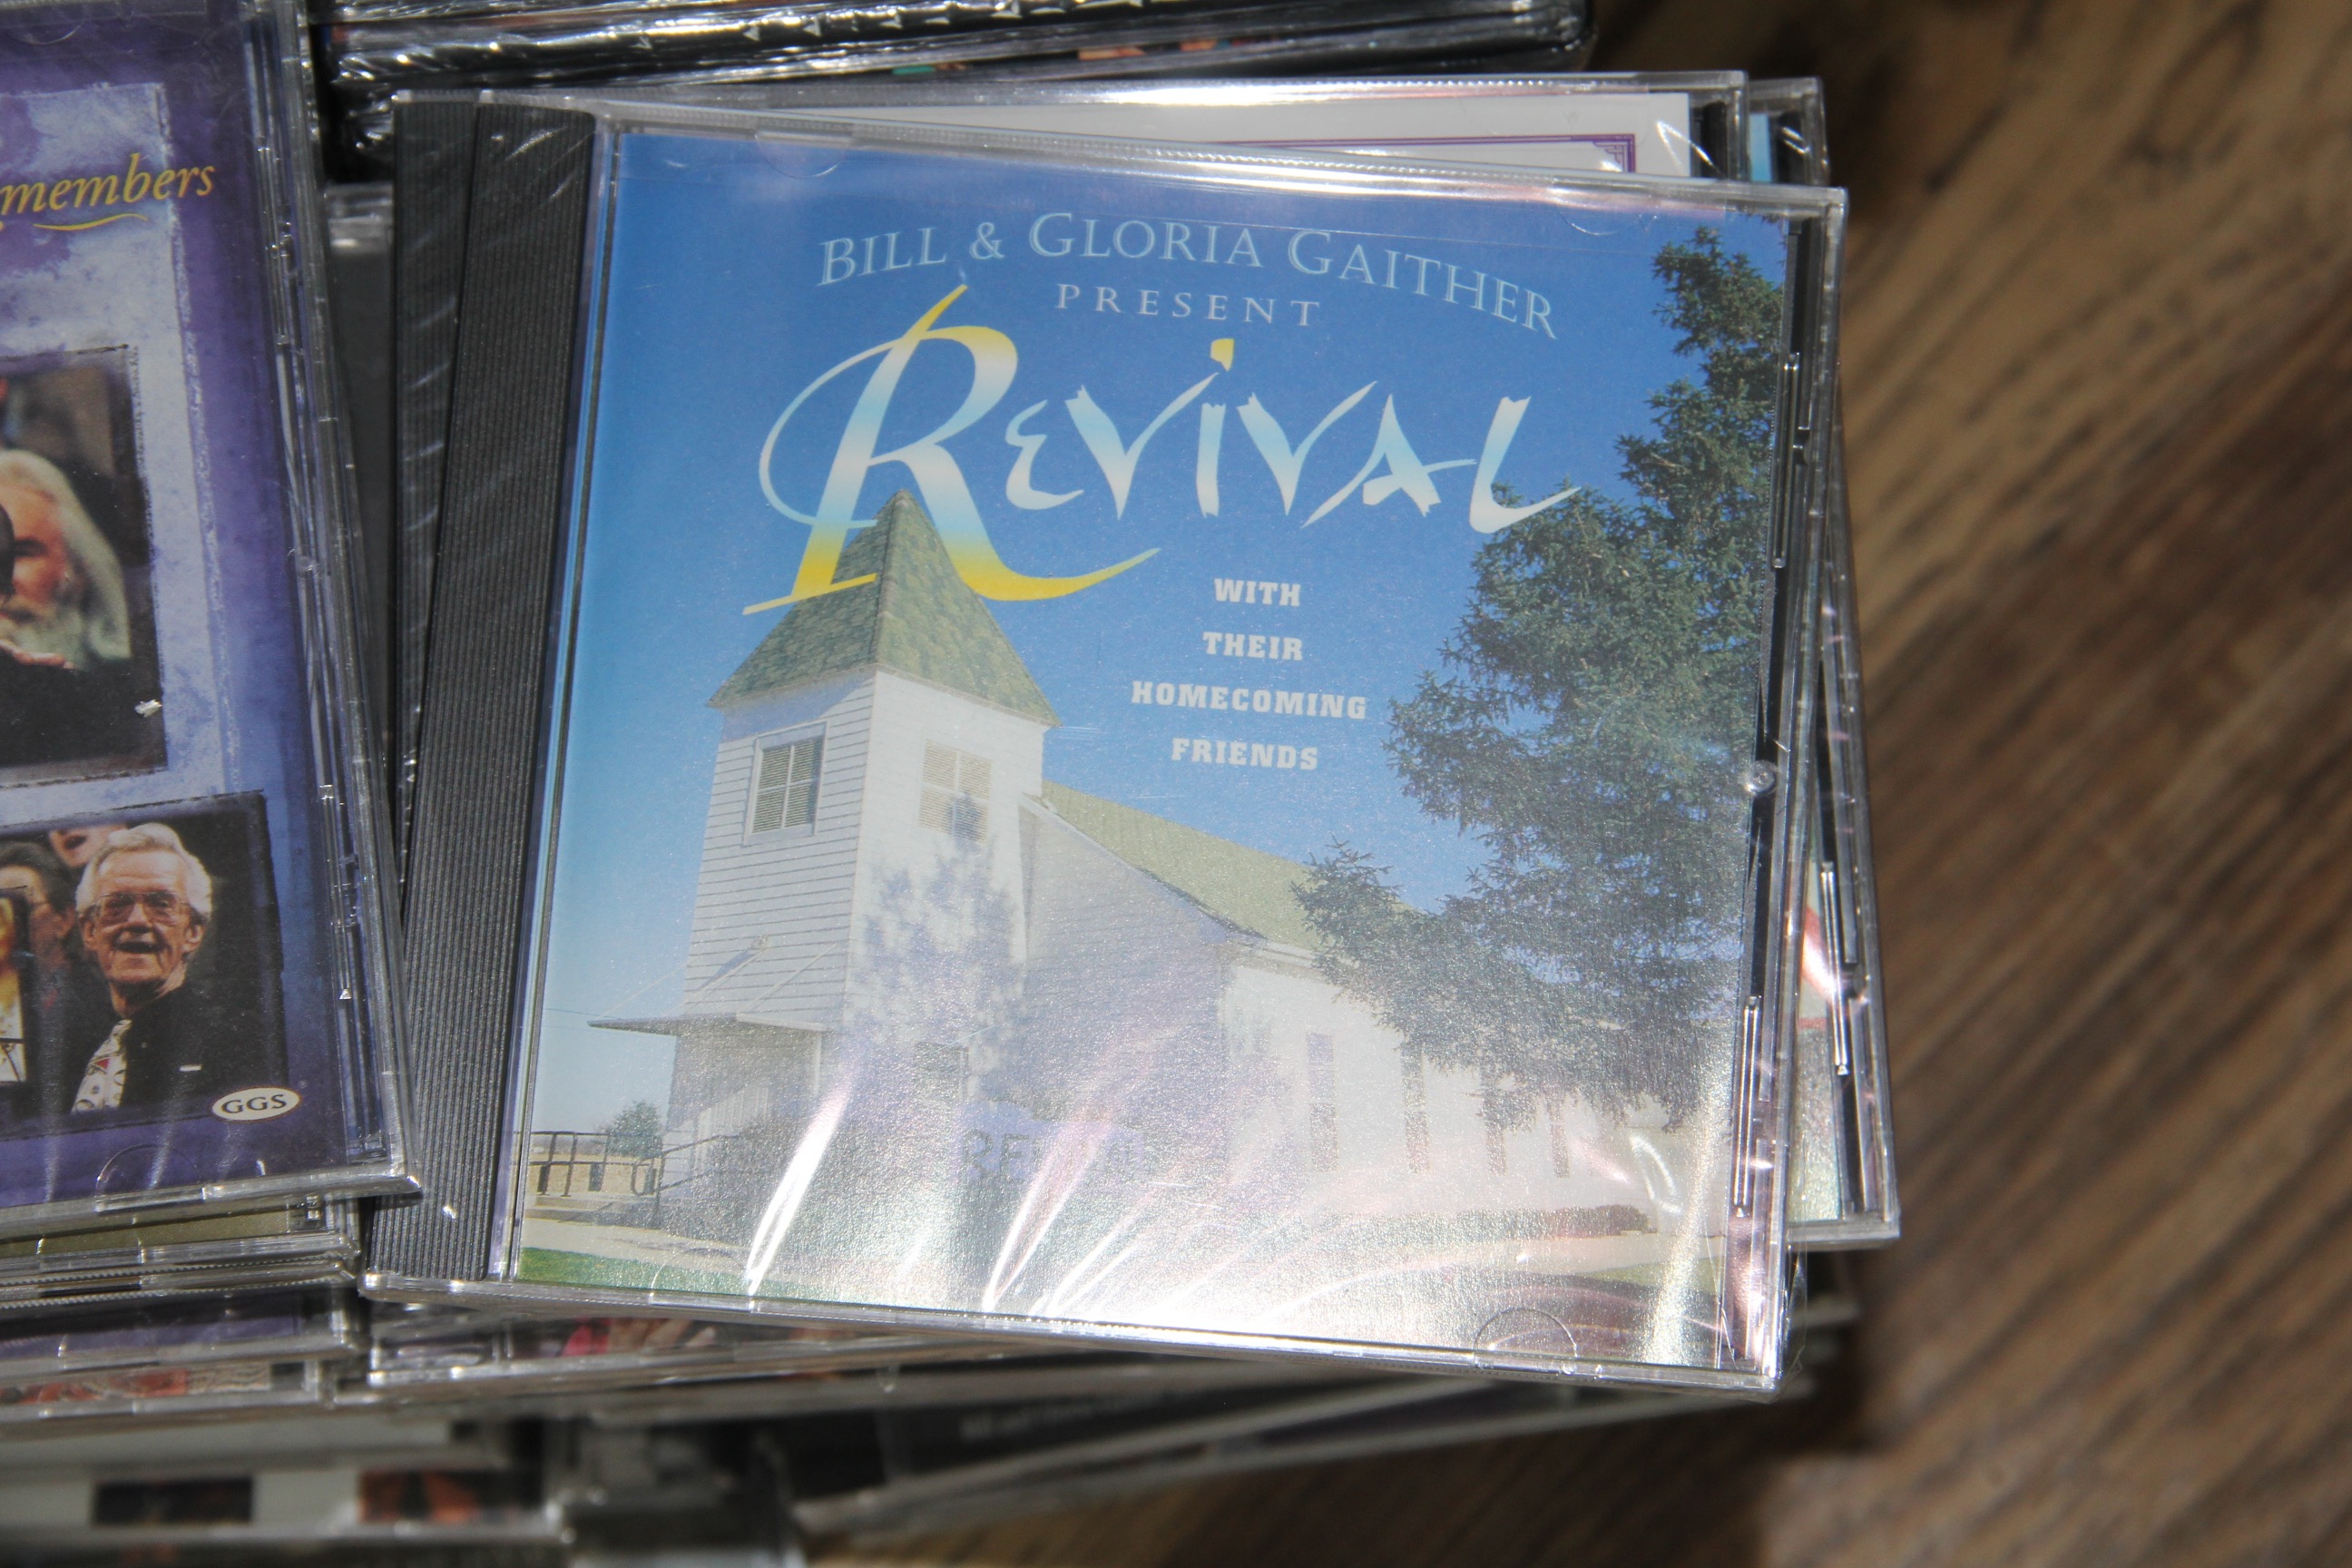 members
GGS
BILL & GLORIA GAITHER
PRESENT
REVIVAL
WITH
THEIR
HOMECOMING
FRIENDS